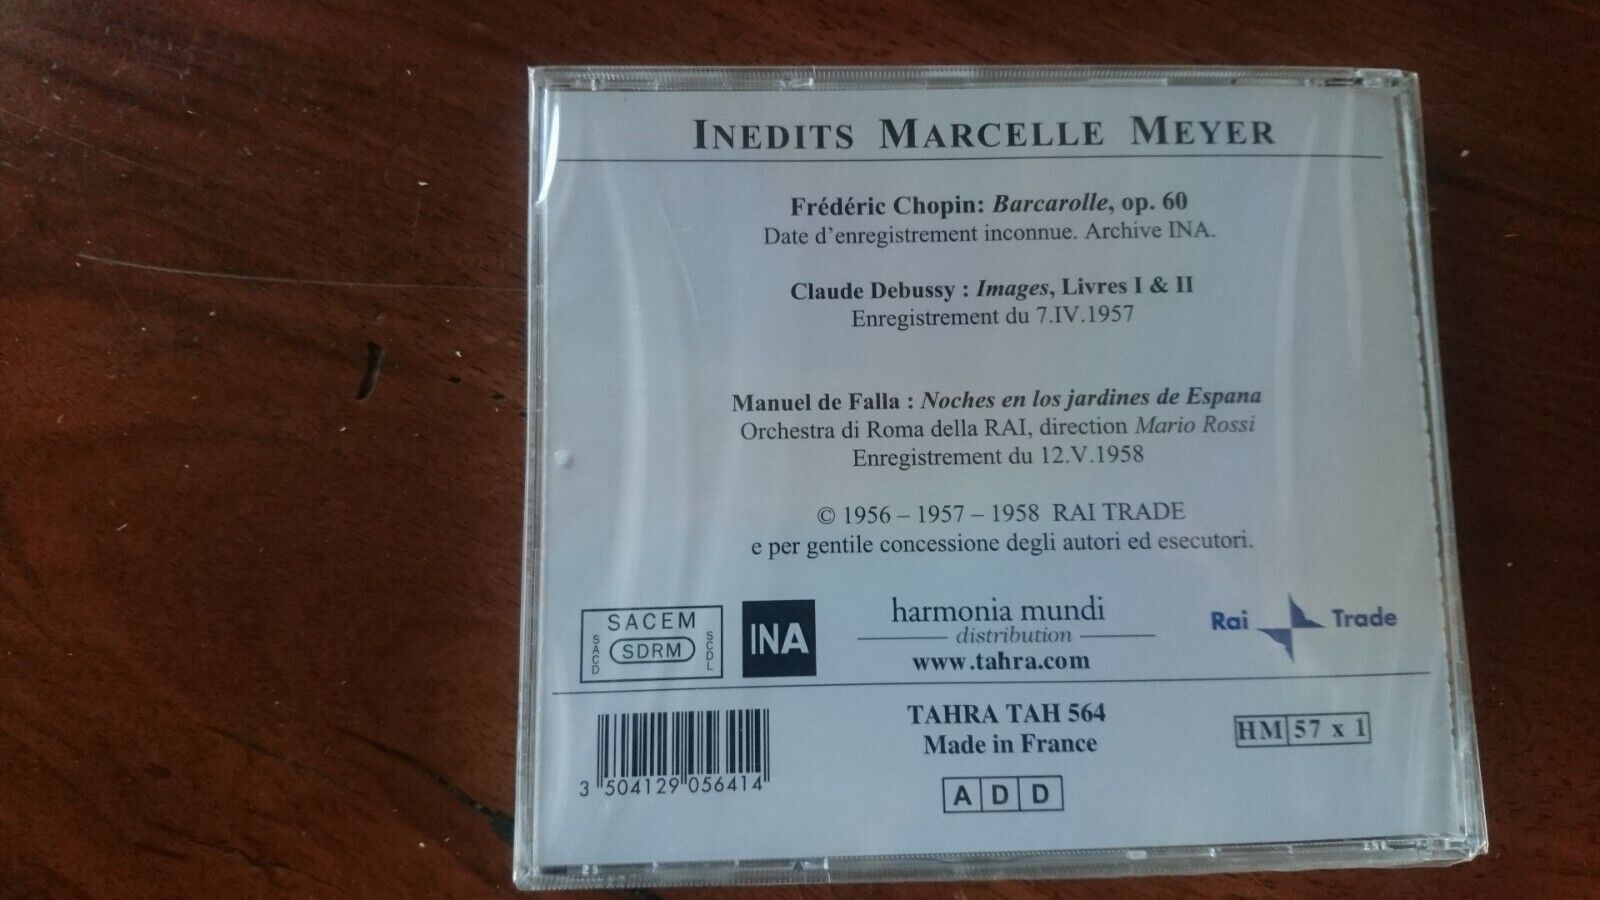 INEDITS MARCELLE MEYER
Frédéric Chopin: Barcarolle, op. 60
Date d'enregistrement inconnue. Archive INA.
Claude Debussy : Images, Livres I & II
Enregistrement du 7.IV.1957
Manuel de Falla : Noches en los jardines de Espana
Orchestra di Roma della RAI, direction Mario Rossi
Enregistrement du 12.V.1958
© 1956 – 1957 – 1958 RAI TRADE
e per gentile concessione degli autori ed esecutori.
SACEM
SACD
SDRM
SCDL
INA
harmonia mundi
distribution
www.tahra.com
Rai Trade
3 504129 056414
TAHRA TAH 564
Made in France
HM 57 x 1
A D D